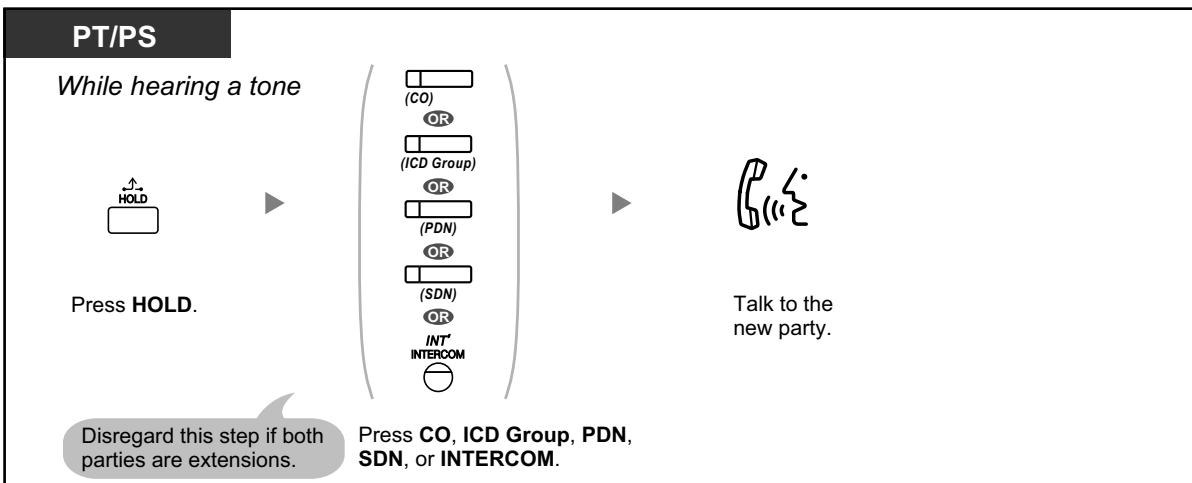 PT/PS
While hearing a tone
HOLD
Press HOLD.
(CO)
OR
(ICD Group)
OR
(PDN)
OR
(SDN)
OR
INT'
INTERCOM
Disregard this step if both
parties are extensions.
Press CO, ICD Group, PDN,
SDN, or INTERCOM.
Talk to the
new party.